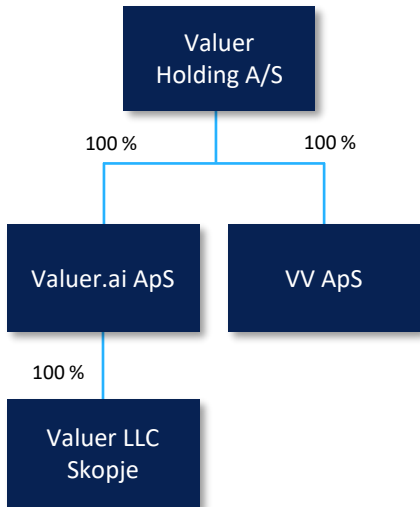 Valuer
Holding A/S
100 %
100 %
Valuer.ai ApS
VV ApS
100 %
Valuer LLC
Skopje